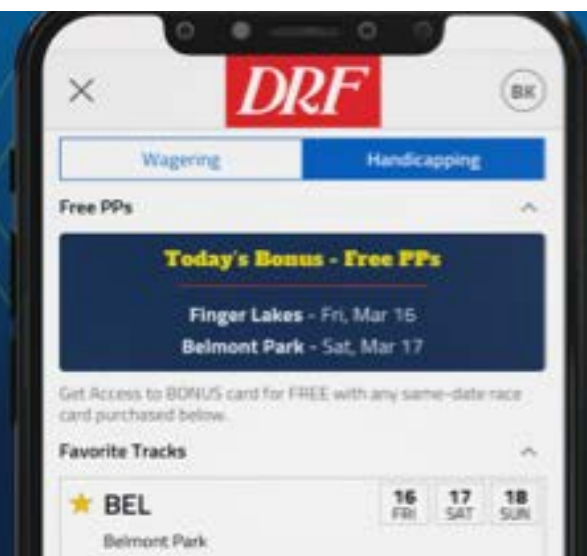 DRF
BK
Wagering Handicapping
Free PPs
Today's Bonus - Free PPs
Finger Lakes - Fri, Mar 16
Belmont Park - Sat, Mar 17
Get Access to BONUS card for FREE with any same-date race
card purchased below.
Favorite Tracks
BEL
16 17 18
FRI SAT SUN
Belmont Park